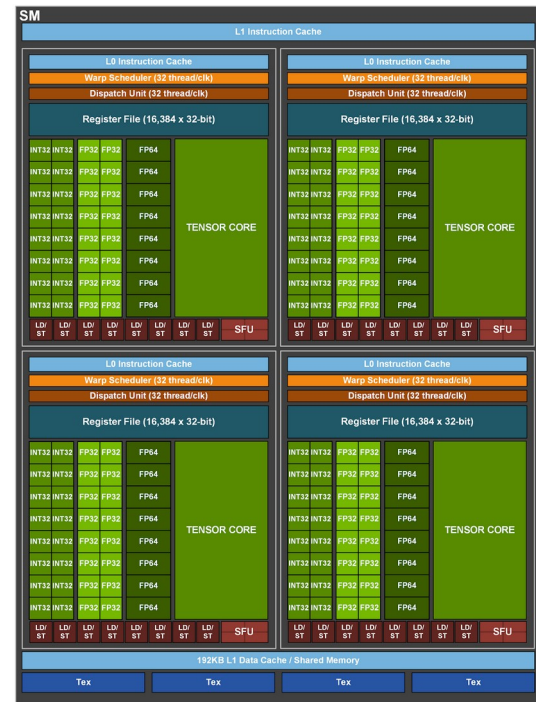 SM
L1 Instruction Cache
L0 Instruction Cache
Warp Scheduler (32 thread/clk)
Dispatch Unit (32 thread/clk)
Register File (16,384 x 32-bit)
INT32 INT32 FP32 FP32 FP64
INT32 INT32 FP32 FP32 FP64
INT32 INT32 FP32 FP32 FP64
INT32 INT32 FP32 FP32 FP64
INT32 INT32 FP32 FP32 FP64
INT32 INT32 FP32 FP32 FP64
INT32 INT32 FP32 FP32 FP64
INT32 INT32 FP32 FP32 FP64
TENSOR CORE
LD/ LD/ LD/ LD/ LD/ LD/ LD/ LD/
ST ST ST ST ST ST ST ST
SFU
L0 Instruction Cache
Warp Scheduler (32 thread/clk)
Dispatch Unit (32 thread/clk)
Register File (16,384 x 32-bit)
INT32 INT32 FP32 FP32 FP64
INT32 INT32 FP32 FP32 FP64
INT32 INT32 FP32 FP32 FP64
INT32 INT32 FP32 FP32 FP64
INT32 INT32 FP32 FP32 FP64
INT32 INT32 FP32 FP32 FP64
INT32 INT32 FP32 FP32 FP64
INT32 INT32 FP32 FP32 FP64
TENSOR CORE
LD/ LD/ LD/ LD/ LD/ LD/ LD/ LD/
ST ST ST ST ST ST ST ST
SFU
L0 Instruction Cache
Warp Scheduler (32 thread/clk)
Dispatch Unit (32 thread/clk)
Register File (16,384 x 32-bit)
INT32 INT32 FP32 FP32 FP64
INT32 INT32 FP32 FP32 FP64
INT32 INT32 FP32 FP32 FP64
INT32 INT32 FP32 FP32 FP64
INT32 INT32 FP32 FP32 FP64
INT32 INT32 FP32 FP32 FP64
INT32 INT32 FP32 FP32 FP64
INT32 INT32 FP32 FP32 FP64
TENSOR CORE
LD/ LD/ LD/ LD/ LD/ LD/ LD/ LD/
ST ST ST ST ST ST ST ST
SFU
L0 Instruction Cache
Warp Scheduler (32 thread/clk)
Dispatch Unit (32 thread/clk)
Register File (16,384 x 32-bit)
INT32 INT32 FP32 FP32 FP64
INT32 INT32 FP32 FP32 FP64
INT32 INT32 FP32 FP32 FP64
INT32 INT32 FP32 FP32 FP64
INT32 INT32 FP32 FP32 FP64
INT32 INT32 FP32 FP32 FP64
INT32 INT32 FP32 FP32 FP64
INT32 INT32 FP32 FP32 FP64
TENSOR CORE
LD/ LD/ LD/ LD/ LD/ LD/ LD/ LD/
ST ST ST ST ST ST ST ST
SFU
192KB L1 Data Cache / Shared Memory
Tex Tex Tex Tex